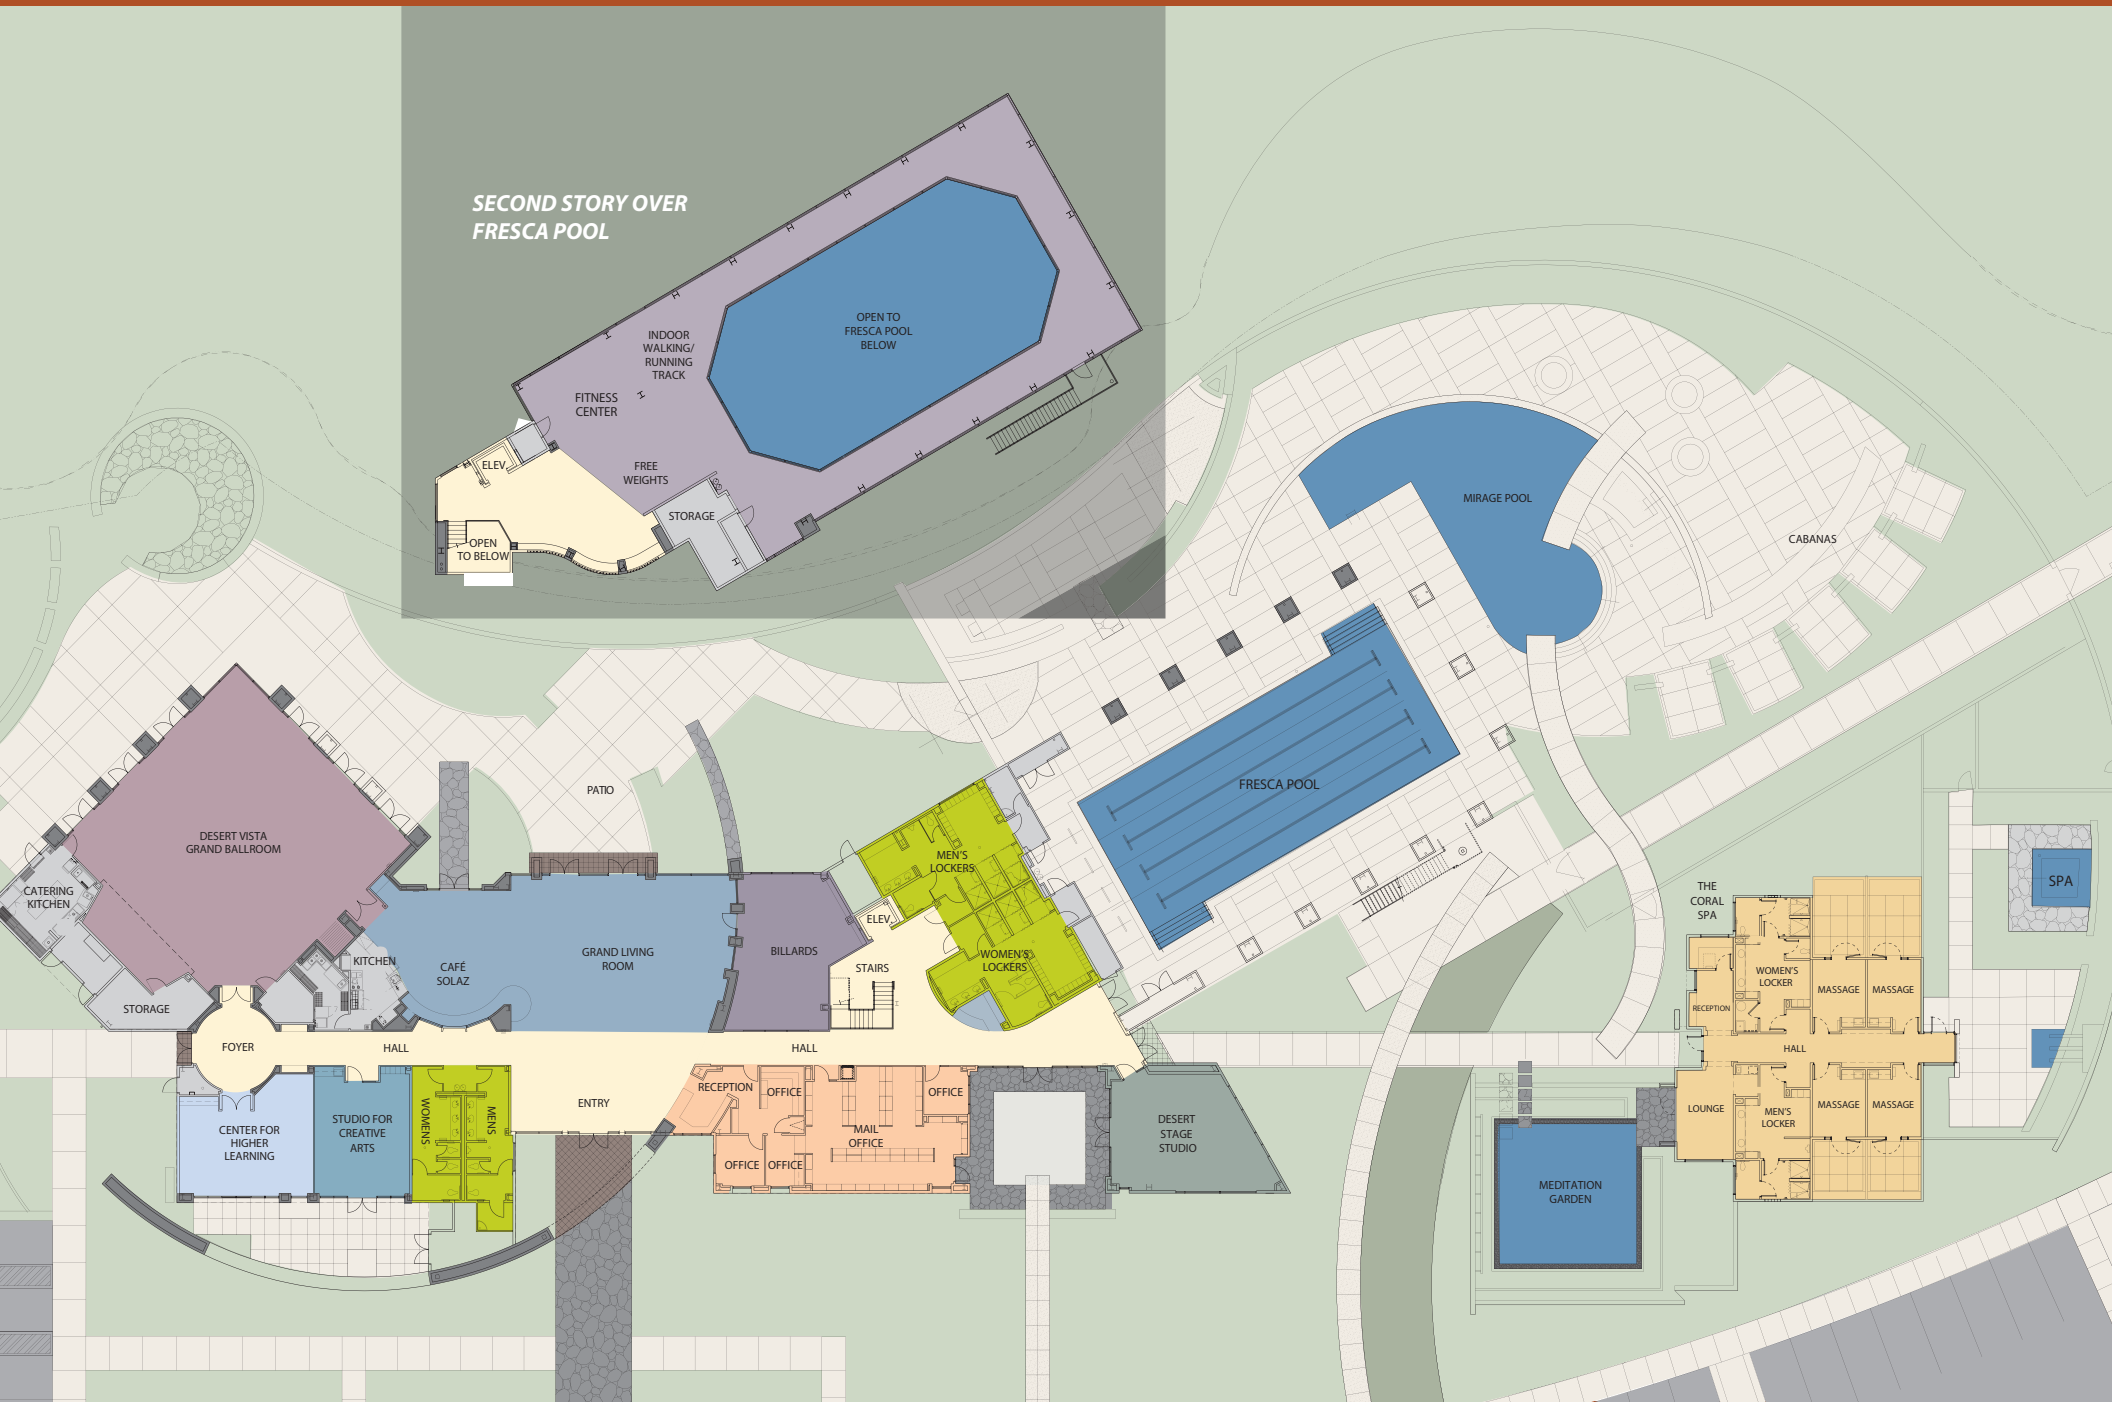 SECOND STORY OVER
FRESCA POOL
OPEN TO
FRESCA POOL
BELOW
INDOOR
WALKING/
RUNNING
TRACK
FITNESS
CENTER
FREE
WEIGHTS
ELEV.
STORAGE
OPEN
TO BELOW
MIRAGE POOL
CABANAS
FRESCA POOL
PATIO
DESERT VISTA
GRAND BALLROOM
CATERING
KITCHEN
STORAGE
KITCHEN
CAFÉ
SOLAZ
GRAND LIVING
ROOM
BILLARDS
ELEV.
STAIRS
MEN'S
LOCKERS
WOMEN'S
LOCKERS
FOYER
HALL
HALL
CENTER FOR
HIGHER
LEARNING
STUDIO FOR
CREATIVE
ARTS
WOMENS
MENS
ENTRY
RECEPTION
OFFICE
OFFICE
OFFICE
OFFICE
MAIL
OFFICE
DESERT
STAGE
STUDIO
THE
CORAL
SPA
SPA
WOMEN'S
LOCKER
RECEPTION
MASSAGE
MASSAGE
HALL
LOUNGE
MEN'S
LOCKER
MASSAGE
MASSAGE
MEDITATION
GARDEN